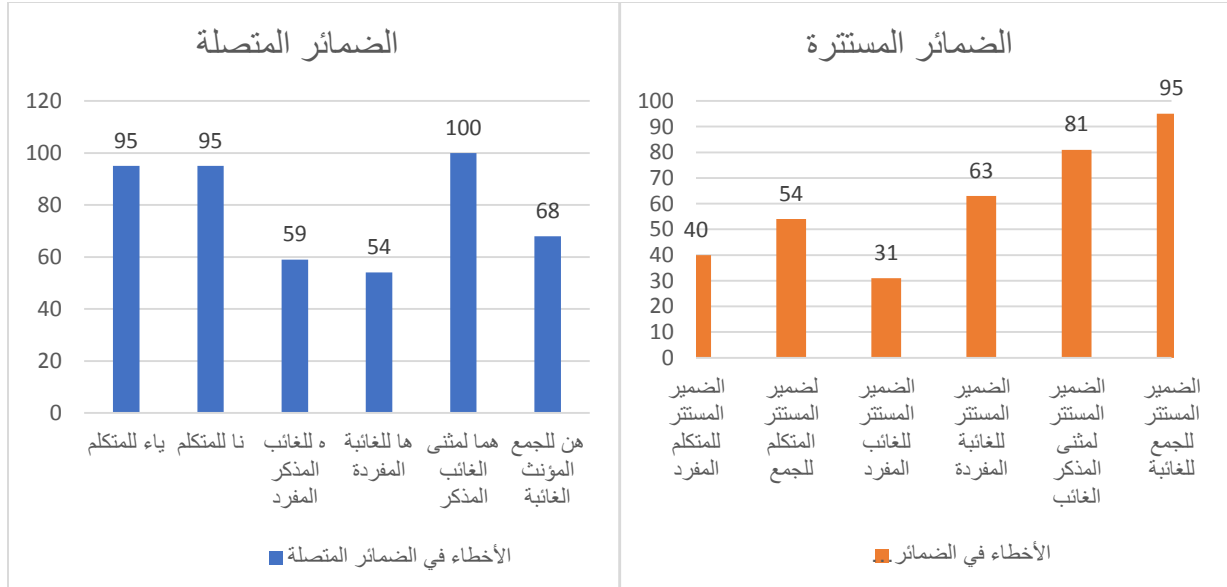 الضمائر المتصلة
120
100
80
60
40
20
0
95
95
59
54
100
68
ياء للمتكلم
نا للمتكلم
ه للغائب
المذكر
المفرد
ها للغائبة
المفردة
هما لمثنى
الغائب
المذكر
هن للجمع
المؤنث
الغائبة
الأخطاء في الضمائر المتصلة
الضمائر المستترة
100
90
80
70
60
50
40
30
20
10
0
40
54
31
63
81
95
الضمير
المستتر
للمتكلم
المفرد
لضمير
المستتر
المتكلم
للجمع
الضمير
المستتر
للغائب
المفرد
الضمير
المستتر
للغائبة
المفردة
الضمير
المستتر
لمثنى
المذكر
الغائب
الضمير
المستتر
للجمع
للغائبة
الأخطاء في الضمائر...